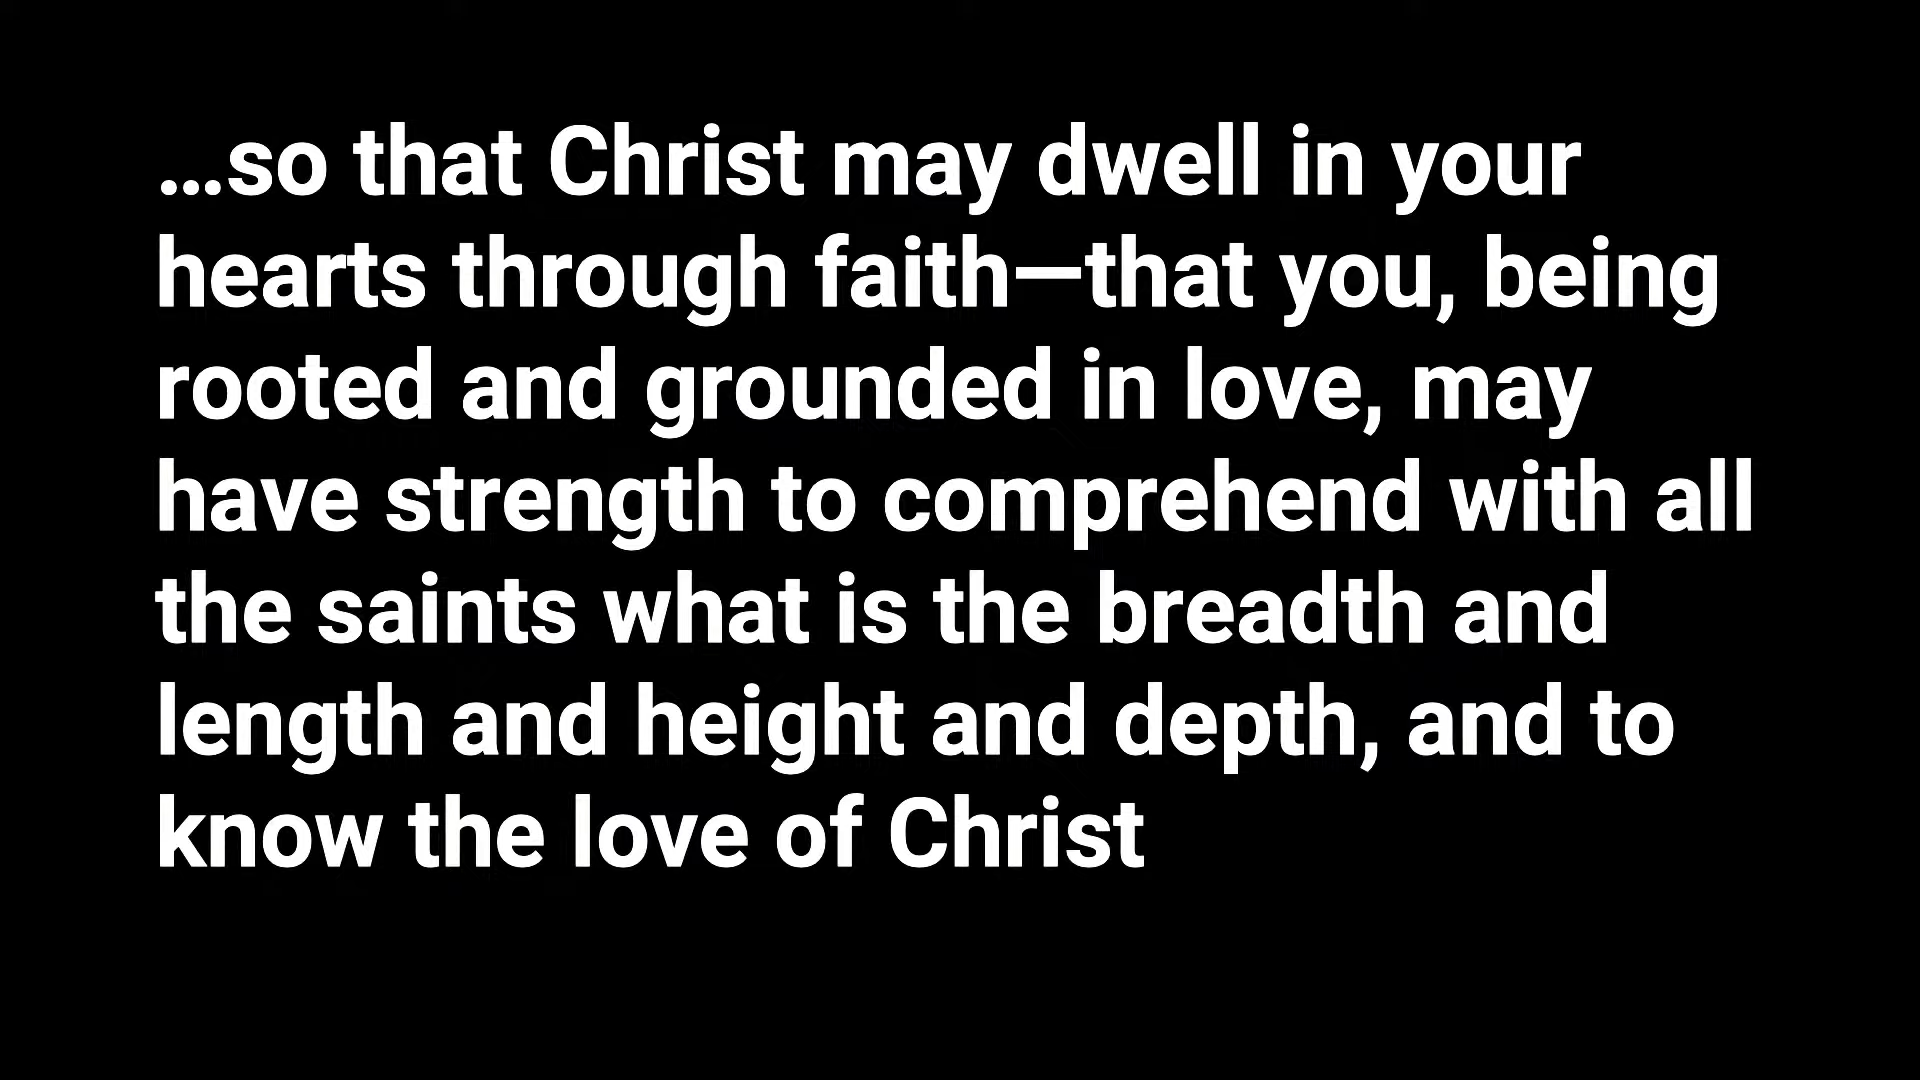 …so that Christ may dwell in your
hearts through faith—that you, being
rooted and grounded in love, may
have strength to comprehend with all
the saints what is the breadth and
length and height and depth, and to
know the love of Christ